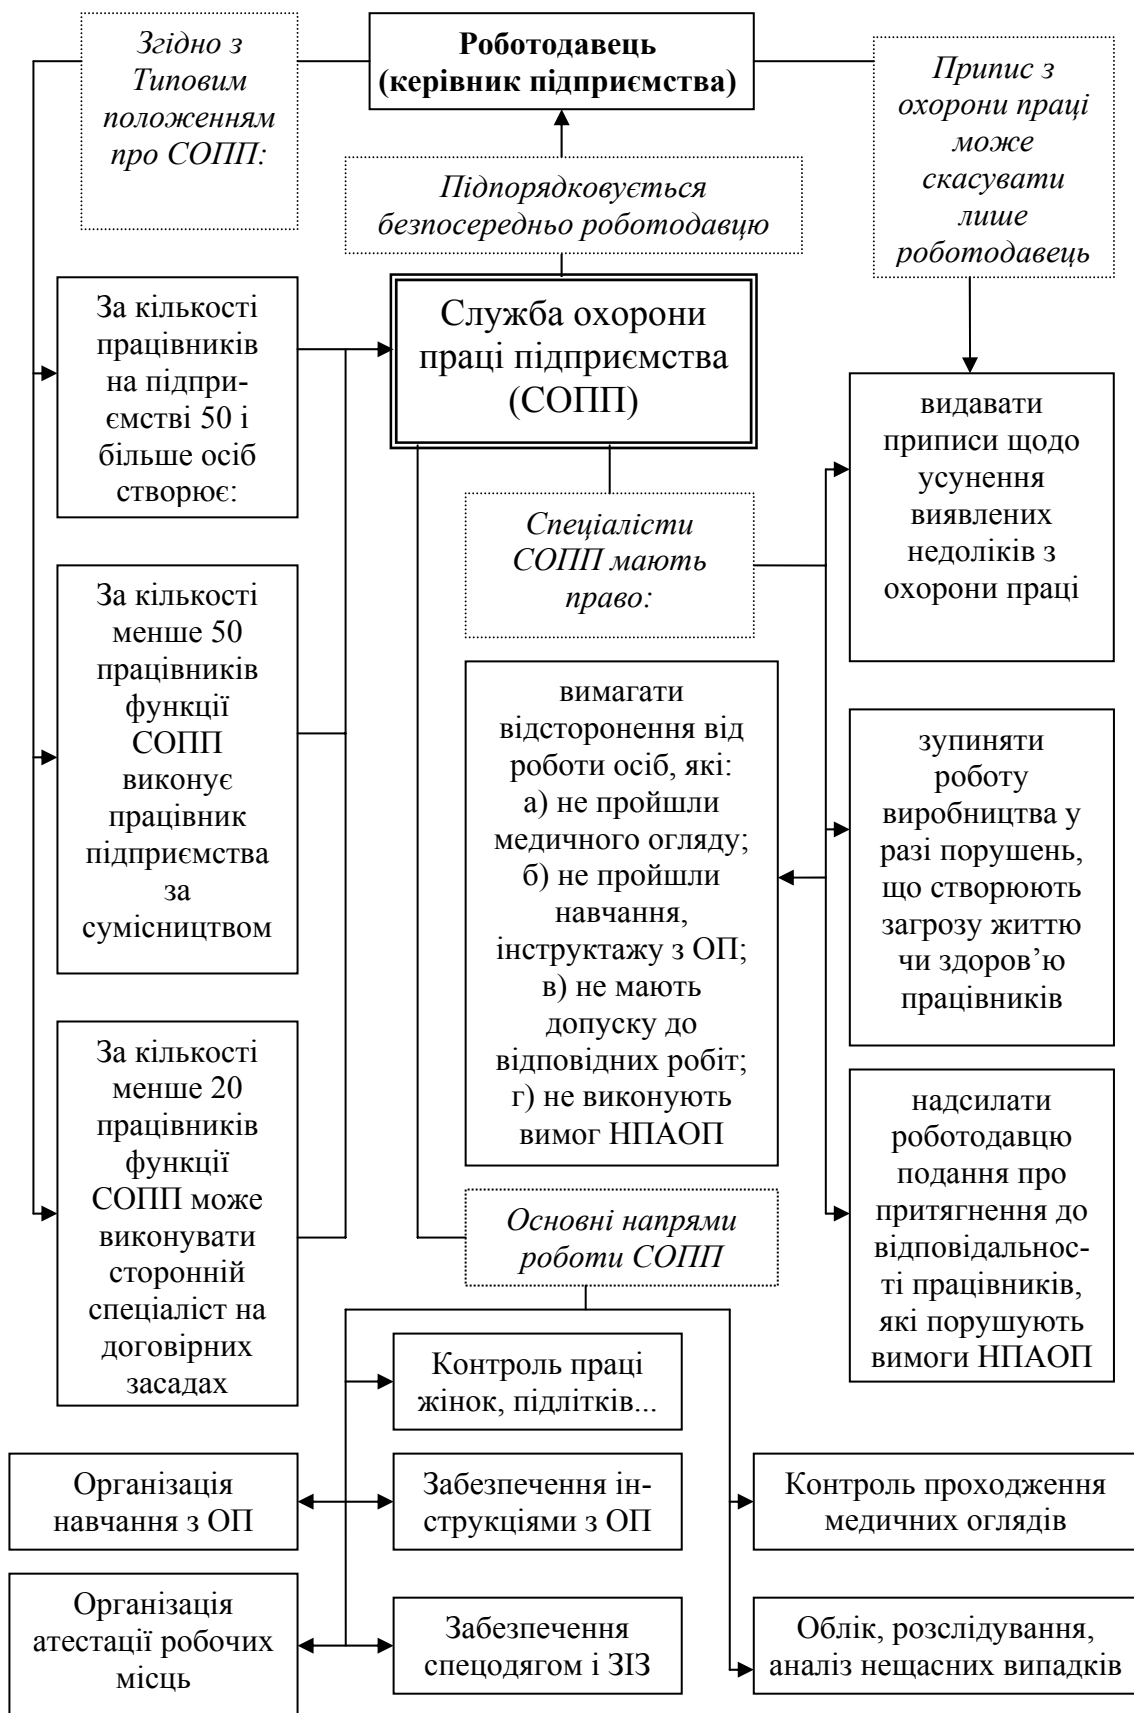 Згідно з
Типовим
положенням
про СОПП:
Роботодавець
(керівник підприємства)
Припис з
охорони праці
може
скасувати
лише
роботодавець
Підпорядковується
безпосередньо роботодавцю
За кількості
працівників
на підпри-
ємстві 50 і
більше осіб
створює:
Служба охорони
праці підприємства
(СОПП)
видавати
приписи щодо
усунення
виявлених
недоліків з
охорони праці
Спеціалісти
СОПП мають
право:
За кількості
менше 50
працівників
функції
СОПП
виконує
працівник
підприємства
за
сумісництвом
вимагати
відсторонення від
роботи осіб, які:
а) не пройшли
медичного огляду;
б) не пройшли
навчання,
інструктажу з ОП;
в) не мають
допуску до
відповідних робіт;
г) не виконують
вимог НПАОП
зупиняти
роботу
виробництва у
разі порушень,
що створюють
загрозу життю
чи здоров’ю
працівників
За кількості
менше 20
працівників
функції
СОПП може
виконувати
сторонній
спеціаліст на
договірних
засадах
надсилати
роботодавцю
подання про
притягнення до
відповідальнос-
ті працівників,
які порушують
вимоги НПАОП
Основні напрями
роботи СОПП
Контроль праці
жінок, підлітків...
Організація
навчання з ОП
Забезпечення ін-
струкціями з ОП
Контроль проходження
медичних оглядів
Організація
атестації робочих
місць
Забезпечення
спецодягом і ЗІЗ
Облік, розслідування,
аналіз нещасних випадків